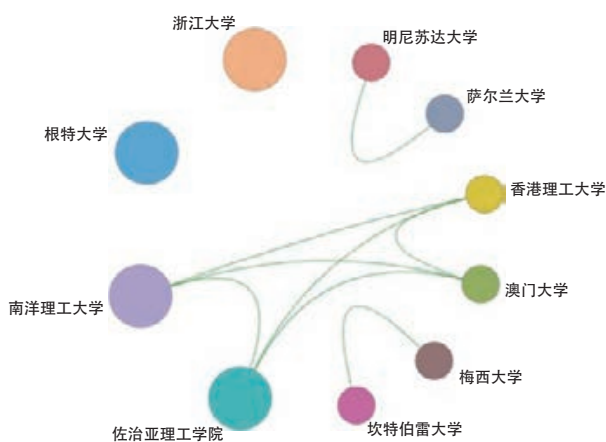 浙江大学
明尼苏达大学
萨尔兰大学
根特大学
香港理工大学
南洋理工大学
澳门大学
梅西大学
坎特伯雷大学
佐治亚理工学院